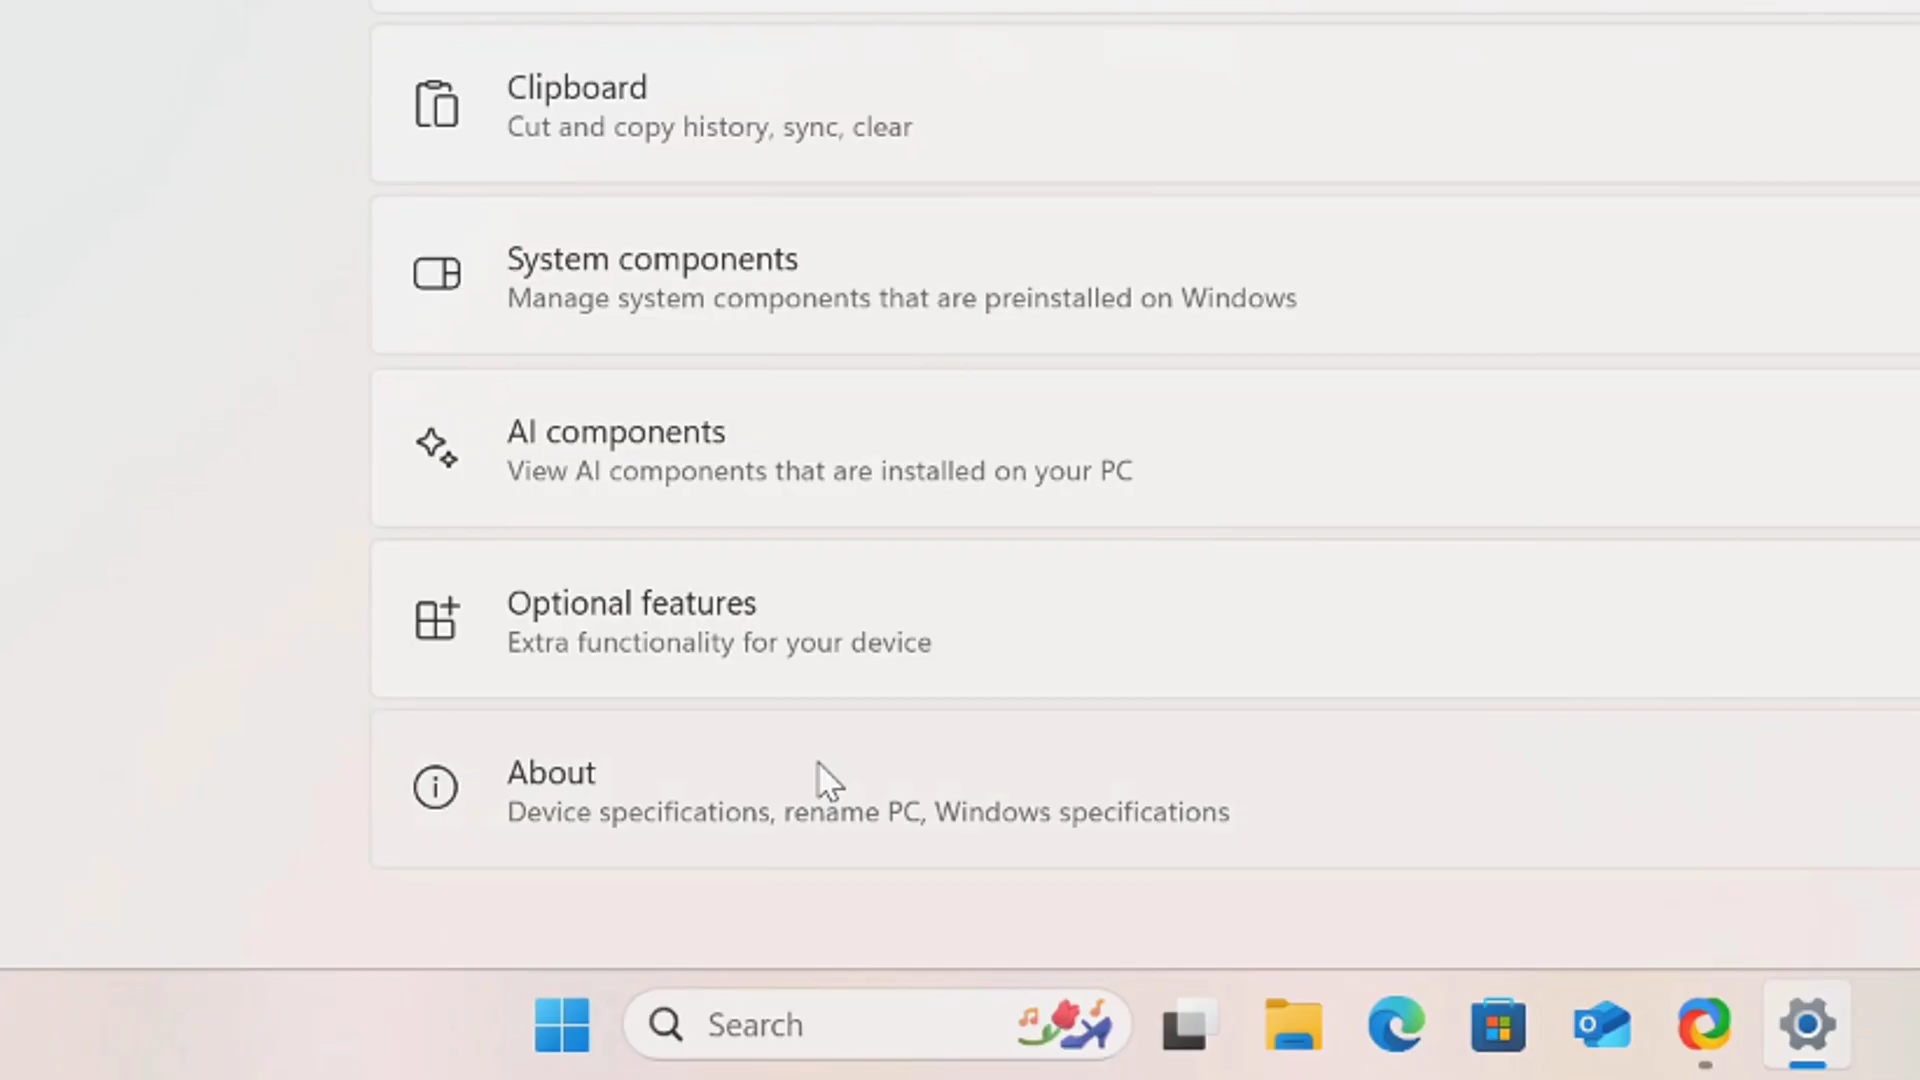 Clipboard
Cut and copy history, sync, clear
System components
Manage system components that are preinstalled on Windows
AI components
View AI components that are installed on your PC
Optional features
Extra functionality for your device
About
Device specifications, rename PC, Windows specifications
Search